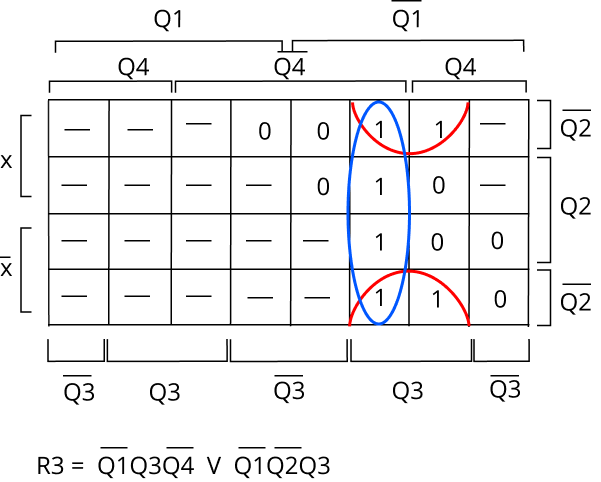 Q1 Q̅1̅
Q4 Q̅4̅ Q4
— — — 0 0 1 1 — Q̅2̅
x
— — — — 0 1 0 — Q2
— — — — — 1 0 0
x̅
— — — — — 1 1 0 Q̅2̅
Q̅3̅ Q3 Q̅3̅ Q3 Q̅3̅
R3 = Q̅1̅Q3Q̅4̅ V Q̅1̅Q̅2̅Q3